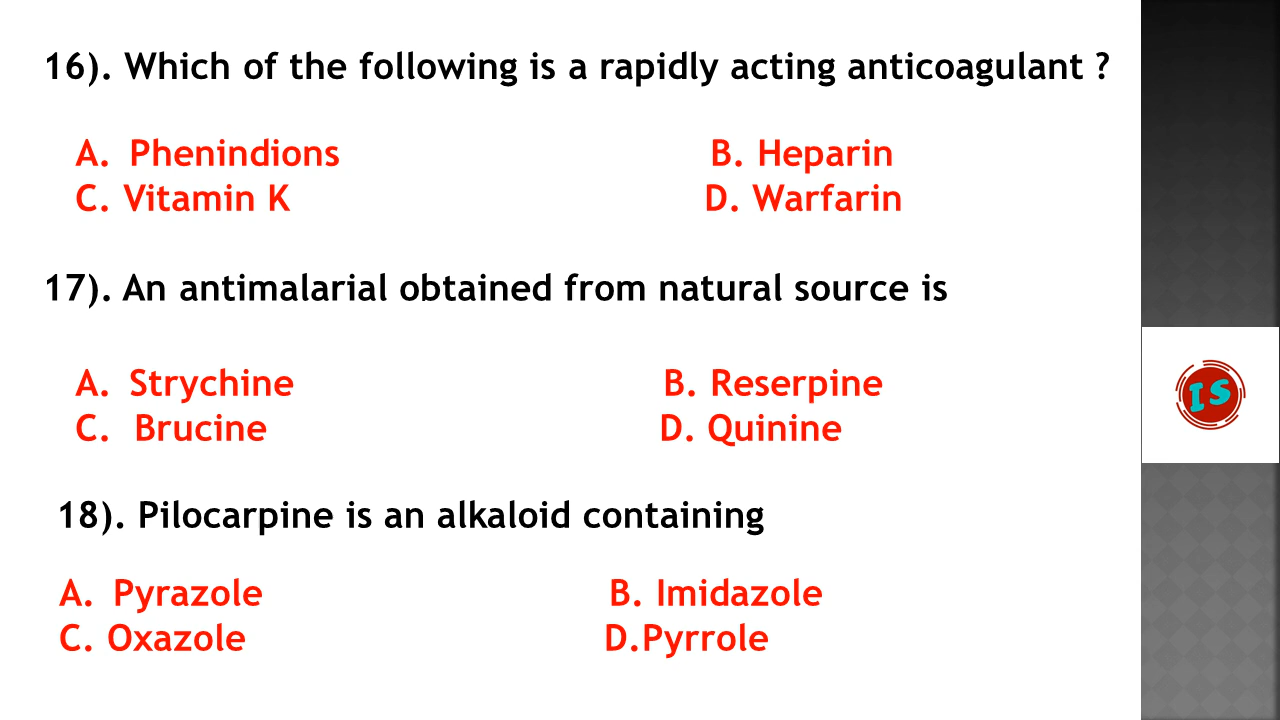 16). Which of the following is a rapidly acting anticoagulant ?
A. Phenindions B. Heparin
C. Vitamin K D. Warfarin
17). An antimalarial obtained from natural source is
A. Strychine B. Reserpine
C. Brucine D. Quinine
18). Pilocarpine is an alkaloid containing
A. Pyrazole B. Imidazole
C. Oxazole D.Pyrrole
IS